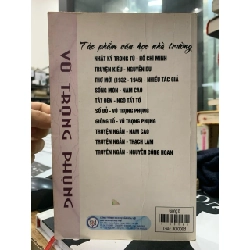 VŨ TRỌNG PHỤNG
Tác phẩm văn học nhà trường
NHẬT KÝ TRONG TÙ - HỒ CHÍ MINH
TRUYỆN KIỀU - NGUYỄN DU
THƠ MỚI (1932 - 1945) - NHIỀU TÁC GIẢ
SỐNG MÒN - NAM CAO
TẮT ĐÈN - NGÔ TẤT TỐ
SỐ ĐỎ - VŨ TRỌNG PHỤNG
GIÔNG TỐ - VŨ TRỌNG PHỤNG
TRUYỆN NGẮN - NAM CAO
TRUYỆN NGẮN - THẠCH LAM
TRUYỆN NGẮN - NGUYỄN CÔNG HOAN